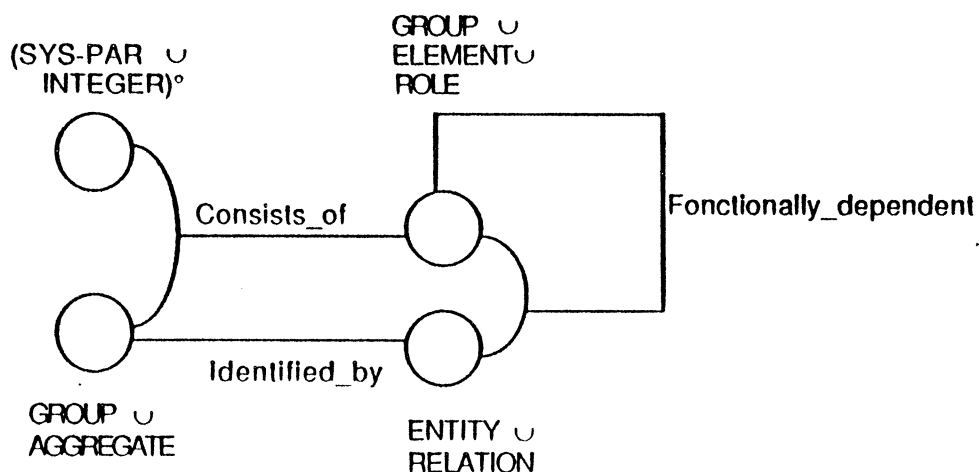 (SYS-PAR ∪
INTEGER)°
GROUP ∪
ELEMENT∪
ROLE
Consists_of
Fonctionally_dependent
Identified_by
GROUP ∪
AGGREGATE
ENTITY ∪
RELATION